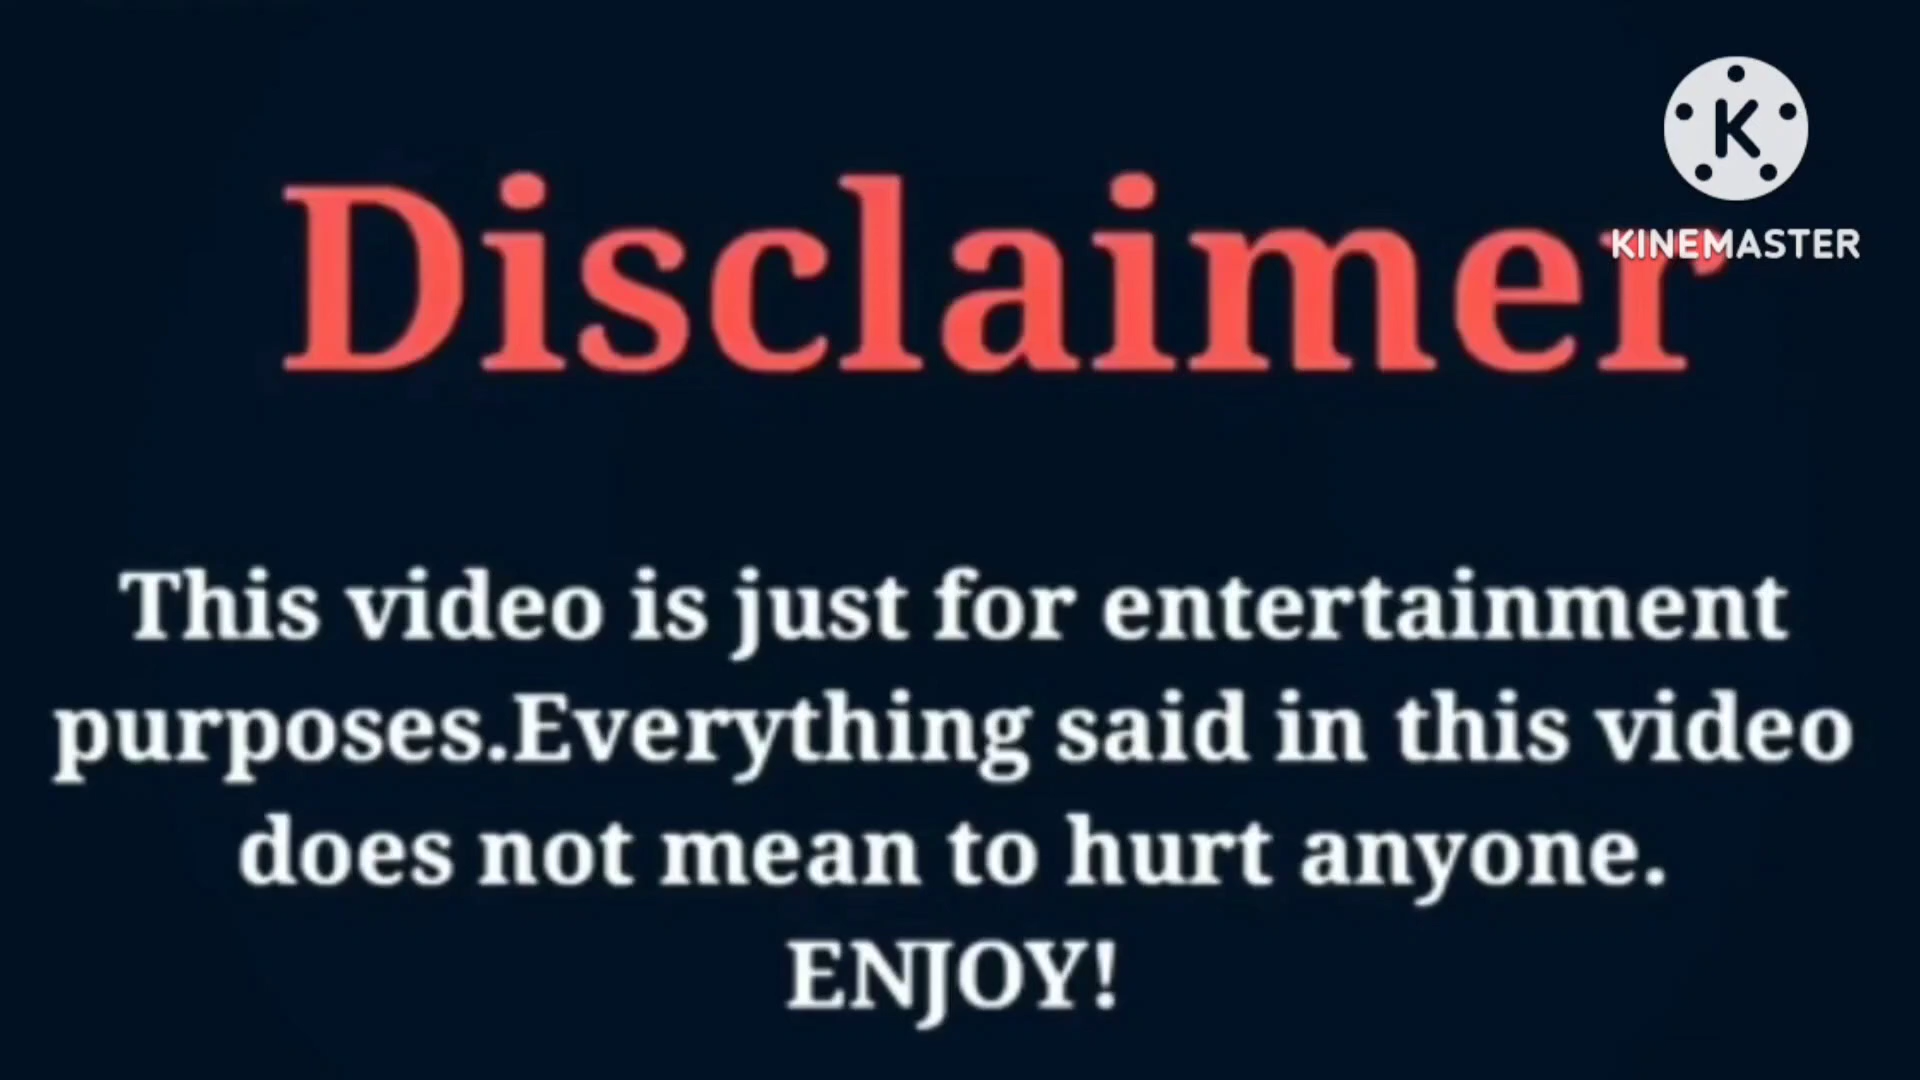 K
KINEMASTER
Disclaimer
This video is just for entertainment
purposes.Everything said in this video
does not mean to hurt anyone.
ENJOY!